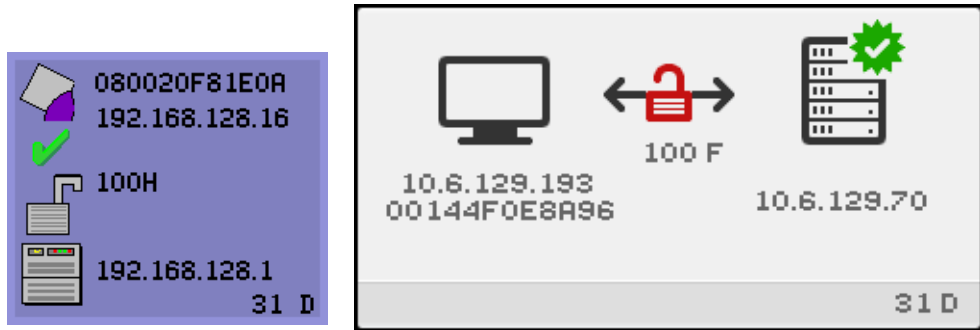 080020F81E0A
192.168.128.16
100H
192.168.128.1
31 D
100 F
10.6.129.193
00144F0E8A96
10.6.129.70
31 D